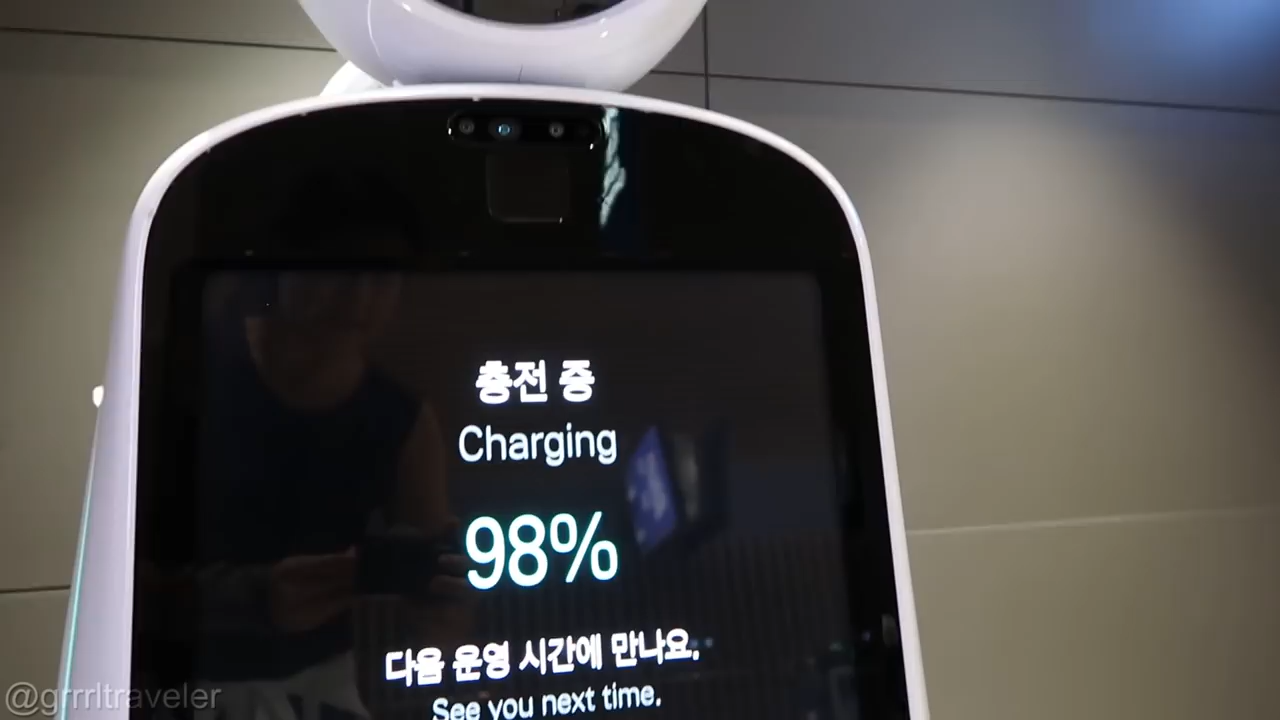 충전 중
Charging
98%
다음 운영 시간에 만나요.
See you next time.
@grrrltraveler